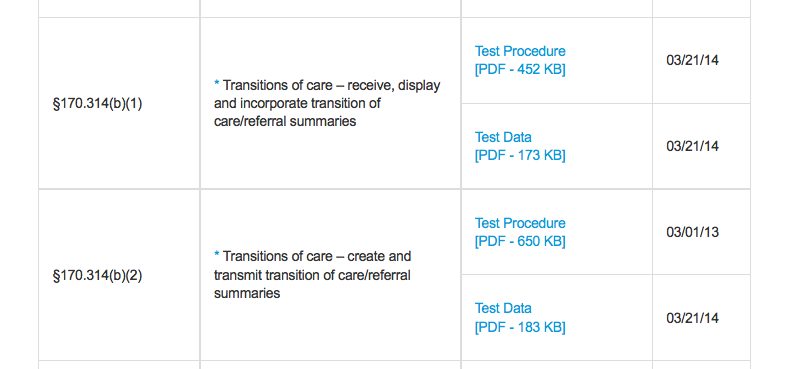 §170.314(b)(1)
* Transitions of care – receive, display
and incorporate transition of
care/referral summaries
Test Procedure
[PDF - 452 KB]
03/21/14
Test Data
[PDF - 173 KB]
03/21/14
§170.314(b)(2)
* Transitions of care – create and
transmit transition of care/referral
summaries
Test Procedure
[PDF - 650 KB]
03/01/13
Test Data
[PDF - 183 KB]
03/21/14